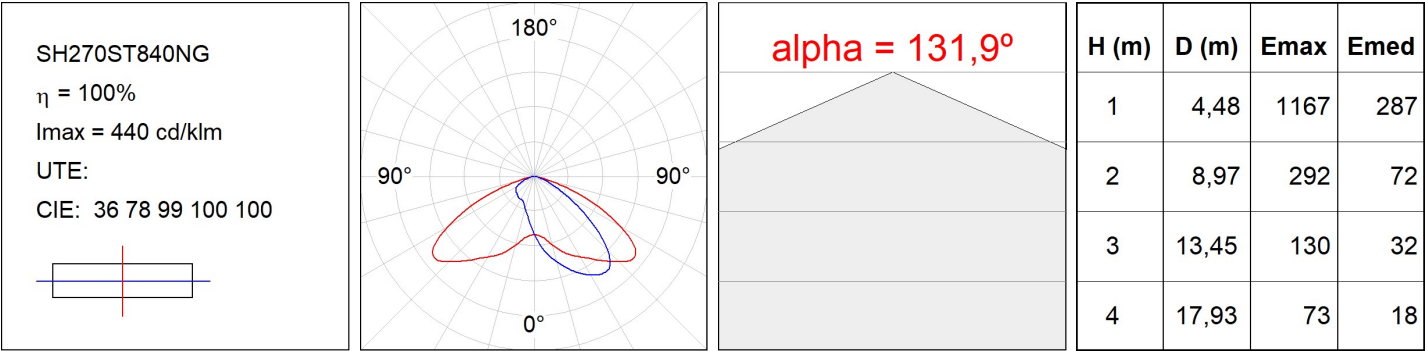 SH270ST840NG
η = 100%
Imax = 440 cd/klm
UTE:
CIE: 36 78 99 100 100
180°
90° 90°
0°
alpha = 131,9º
H (m) D (m) Emax Emed
1 4,48 1167 287
2 8,97 292 72
3 13,45 130 32
4 17,93 73 18